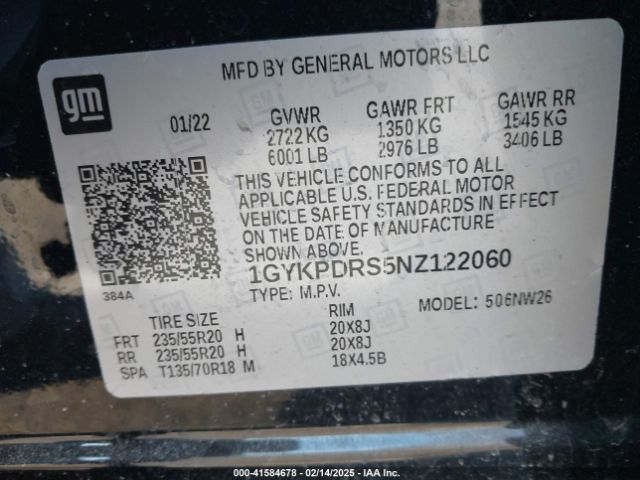 gm
MFD BY GENERAL MOTORS LLC
01/22 GVWR GAWR FRT GAWR RR
2722 KG 1350 KG 1545 KG
6001 LB 2976 LB 3406 LB
THIS VEHICLE CONFORMS TO ALL
APPLICABLE U.S. FEDERAL MOTOR
VEHICLE SAFETY STANDARDS IN EFFECT
ON THE DATE OF MANUFACTURE
SHOWN ABOVE.
1GYKPDRS5NZ122060
384A
TYPE: M.P.V. MODEL: 506NW26
TIRE SIZE RIM
FRT 235/55R20 H 20X8J
RR 235/55R20 H 20X8J
SPA T135/70R18 M 18X4.5B
000-41584678 - 02/14/2025 - IAA Inc.